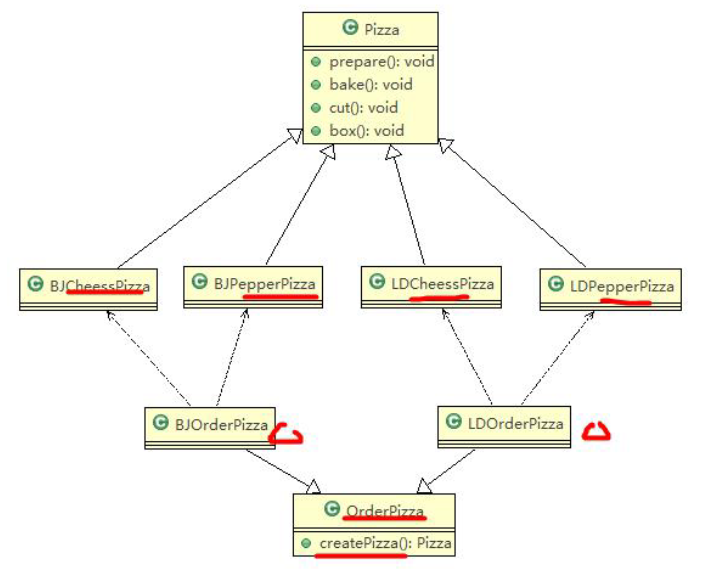 Pizza
prepare(): void
bake(): void
cut(): void
box(): void
BJCheessPizza
BJPepperPizza
LDCheessPizza
LDPepperPizza
BJOrderPizza
LDOrderPizza
OrderPizza
createPizza(): Pizza